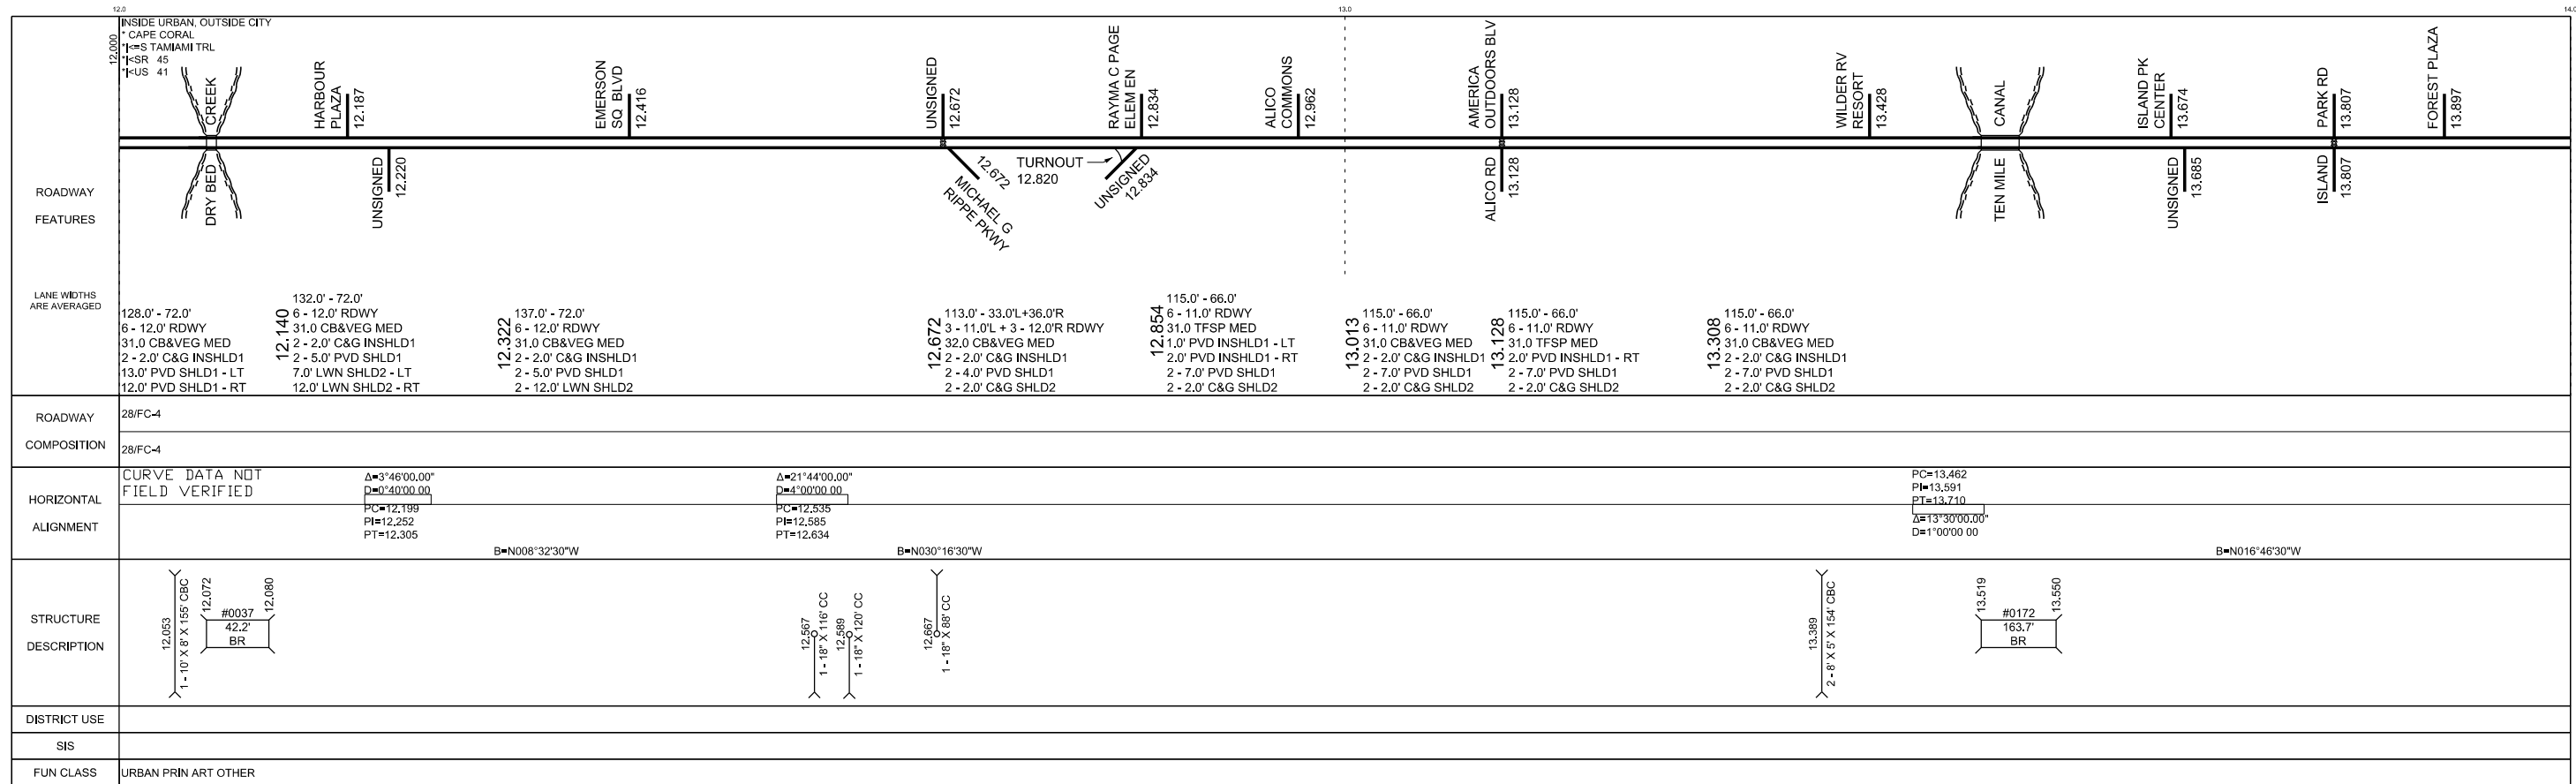 12.0
13.0
14.0
12.000
INSIDE URBAN, OUTSIDE CITY
* CAPE CORAL
*|<=S TAMIAMI TRL
*|<SR 45
*|<US 41
CREEK
HARBOUR
PLAZA
12.187
EMERSON
SQ BLVD
12.416
UNSIGNED
12.672
RAYMA C PAGE
ELEM EN
12.834
ALICO
COMMONS
12.962
AMERICA
OUTDOORS BLV
13.128
WILDER RV
RESORT
13.428
CANAL
ISLAND PK
CENTER
13.674
PARK RD
13.807
FOREST PLAZA
13.897
ROADWAY
FEATURES
DRY BED
UNSIGNED
12.220
12.672
MICHAEL G
RIPPE PKWY
TURNOUT
12.820
UNSIGNED
12.834
ALICO RD
13.128
TEN MILE
UNSIGNED
13.685
ISLAND
13.807
LANE WIDTHS
ARE AVERAGED
128.0' - 72.0'
6 - 12.0' RDWY
31.0 CB&VEG MED
2 - 2.0' C&G INSHLD1
13.0' PVD SHLD1 - LT
12.0' PVD SHLD1 - RT
12.140
132.0' - 72.0'
6 - 12.0' RDWY
31.0 CB&VEG MED
2 - 2.0' C&G INSHLD1
2 - 5.0' PVD SHLD1
7.0' LWN SHLD2 - LT
12.0' LWN SHLD2 - RT
12.322
137.0' - 72.0'
6 - 12.0' RDWY
31.0 CB&VEG MED
2 - 2.0' C&G INSHLD1
2 - 5.0' PVD SHLD1
2 - 12.0' LWN SHLD2
12.672
113.0' - 33.0'L+36.0'R
3 - 11.0'L + 3 - 12.0'R RDWY
32.0 CB&VEG MED
2 - 2.0' C&G INSHLD1
2 - 4.0' PVD SHLD1
2 - 2.0' C&G SHLD2
12.854
115.0' - 66.0'
6 - 11.0' RDWY
31.0 TFSP MED
1.0' PVD INSHLD1 - LT
2.0' PVD INSHLD1 - RT
2 - 7.0' PVD SHLD1
2 - 2.0' C&G SHLD2
13.013
115.0' - 66.0'
6 - 11.0' RDWY
31.0 CB&VEG MED
2 - 2.0' C&G INSHLD1
2 - 7.0' PVD SHLD1
2 - 2.0' C&G SHLD2
13.128
115.0' - 66.0'
6 - 11.0' RDWY
31.0 TFSP MED
2.0' PVD INSHLD1 - RT
2 - 7.0' PVD SHLD1
2 - 2.0' C&G SHLD2
13.308
115.0' - 66.0'
6 - 11.0' RDWY
31.0 CB&VEG MED
2 - 2.0' C&G INSHLD1
2 - 7.0' PVD SHLD1
2 - 2.0' C&G SHLD2
ROADWAY
COMPOSITION
28/FC-4
28/FC-4
HORIZONTAL
ALIGNMENT
CURVE DATA NOT
FIELD VERIFIED
Δ=3°46'00.00"
D=0°40'00 00
PC=12.199
PI=12.252
PT=12.305
B=N008°32'30"W
Δ=21°44'00.00"
D=4°00'00 00
PC=12.535
PI=12.585
PT=12.634
B=N030°16'30"W
PC=13.462
PI=13.591
PT=13.710
Δ=13°30'00.00"
D=1°00'00 00
B=N016°46'30"W
STRUCTURE
DESCRIPTION
12.053
1 - 10' X 8' X 155' CBC
12.072
12.080
#0037
42.2'
BR
12.567
1 - 18" X 116' CC
12.589
1 - 18" X 120' CC
12.667
1 - 18" X 88' CC
13.389
2 - 8' X 5' X 154' CBC
13.519
13.550
#0172
163.7'
BR
DISTRICT USE
SIS
FUN CLASS
URBAN PRIN ART OTHER